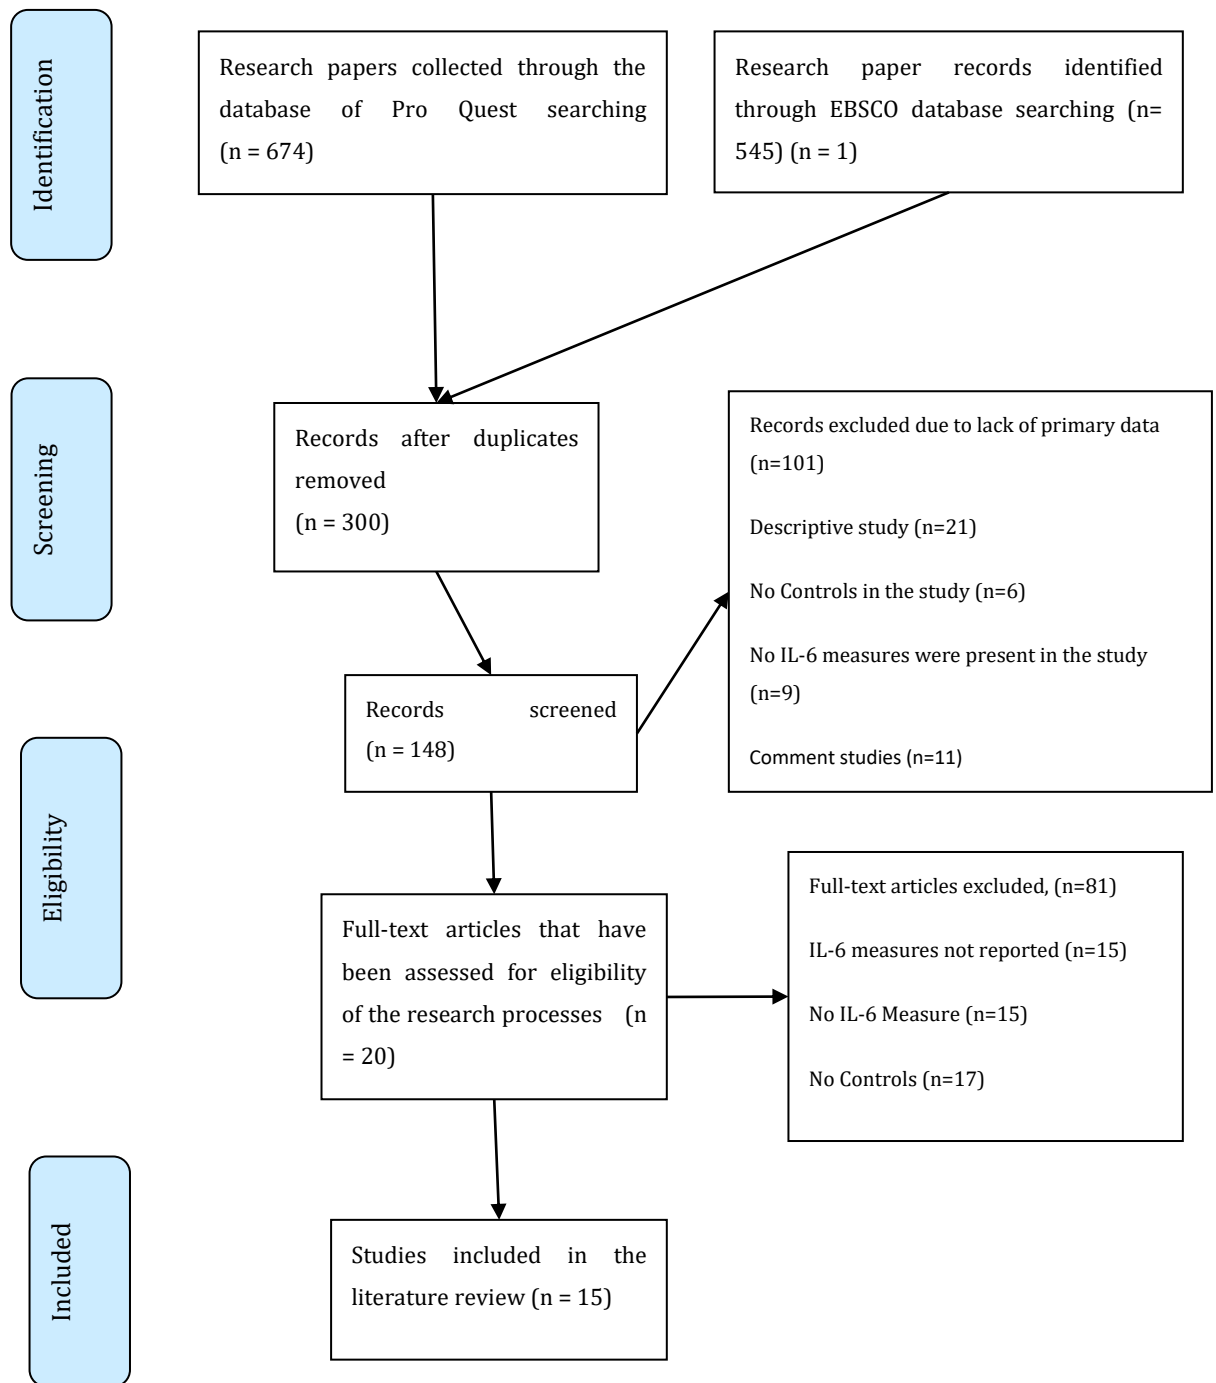 Identification
Research papers collected through the
database of Pro Quest searching
(n = 674)
Research paper records identified
through EBSCO database searching (n=
545) (n = 1)
Screening
Records after duplicates
removed
(n = 300)
Records excluded due to lack of primary data
(n=101)
Descriptive study (n=21)
No Controls in the study (n=6)
No IL-6 measures were present in the study
(n=9)
Comment studies (n=11)
Records screened
(n = 148)
Eligibility
Full-text articles that have
been assessed for eligibility
of the research processes (n
= 20)
Full-text articles excluded, (n=81)
IL-6 measures not reported (n=15)
No IL-6 Measure (n=15)
No Controls (n=17)
Included
Studies included in the
literature review (n = 15)